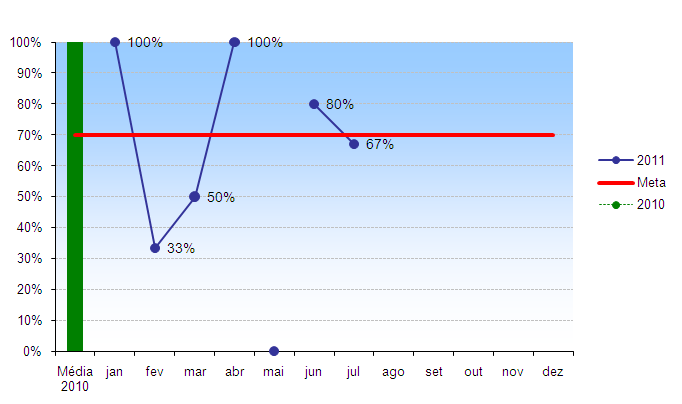 100%
90%
80%
70%
60%
50%
40%
30%
20%
10%
0%
100%
33%
50%
100%
80%
67%
Média 2010
jan
fev
mar
abr
mai
jun
jul
ago
set
out
nov
dez
2011
Meta
2010